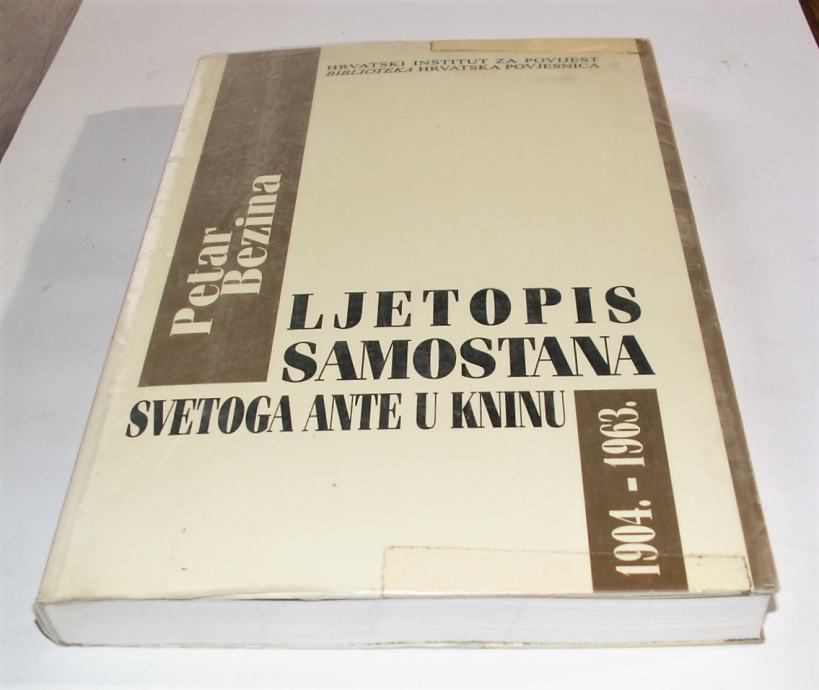 HRVATSKI INSTITUT ZA POVIJEST
BIBLIOTEKA HRVATSKA POVJESNICA
Petar
Bezina
LJETOPIS
SAMOSTANA
SVETOGA ANTE U KNINU
1904. - 1963.